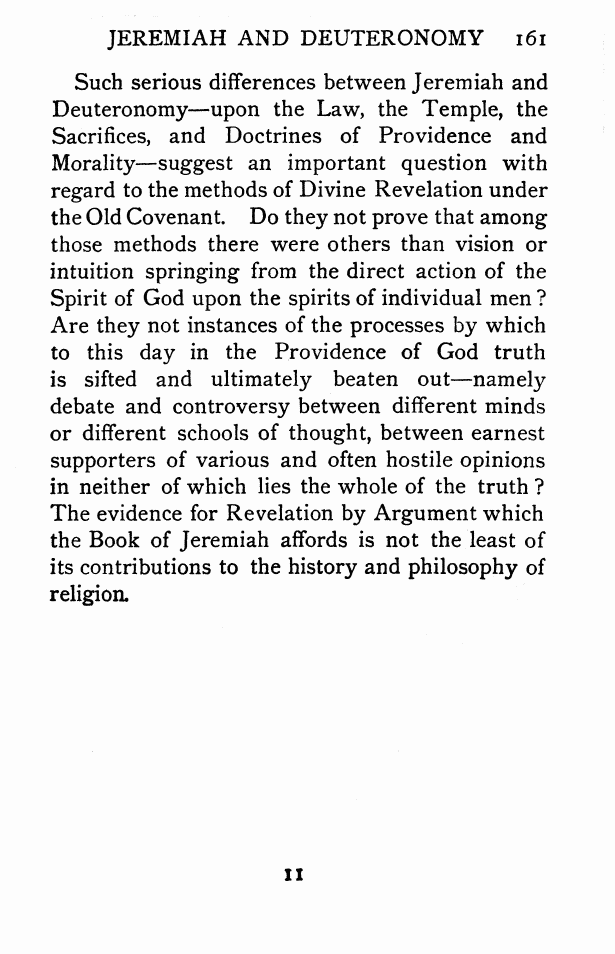 JEREMIAH AND DEUTERONOMY 161
Such serious differences between Jeremiah and
Deuteronomy—upon the Law, the Temple, the
Sacrifices, and Doctrines of Providence and
Morality—suggest an important question with
regard to the methods of Divine Revelation under
the Old Covenant. Do they not prove that among
those methods there were others than vision or
intuition springing from the direct action of the
Spirit of God upon the spirits of individual men ?
Are they not instances of the processes by which
to this day in the Providence of God truth
is sifted and ultimately beaten out—namely
debate and controversy between different minds
or different schools of thought, between earnest
supporters of various and often hostile opinions
in neither of which lies the whole of the truth ?
The evidence for Revelation by Argument which
the Book of Jeremiah affords is not the least of
its contributions to the history and philosophy of
religion.
11